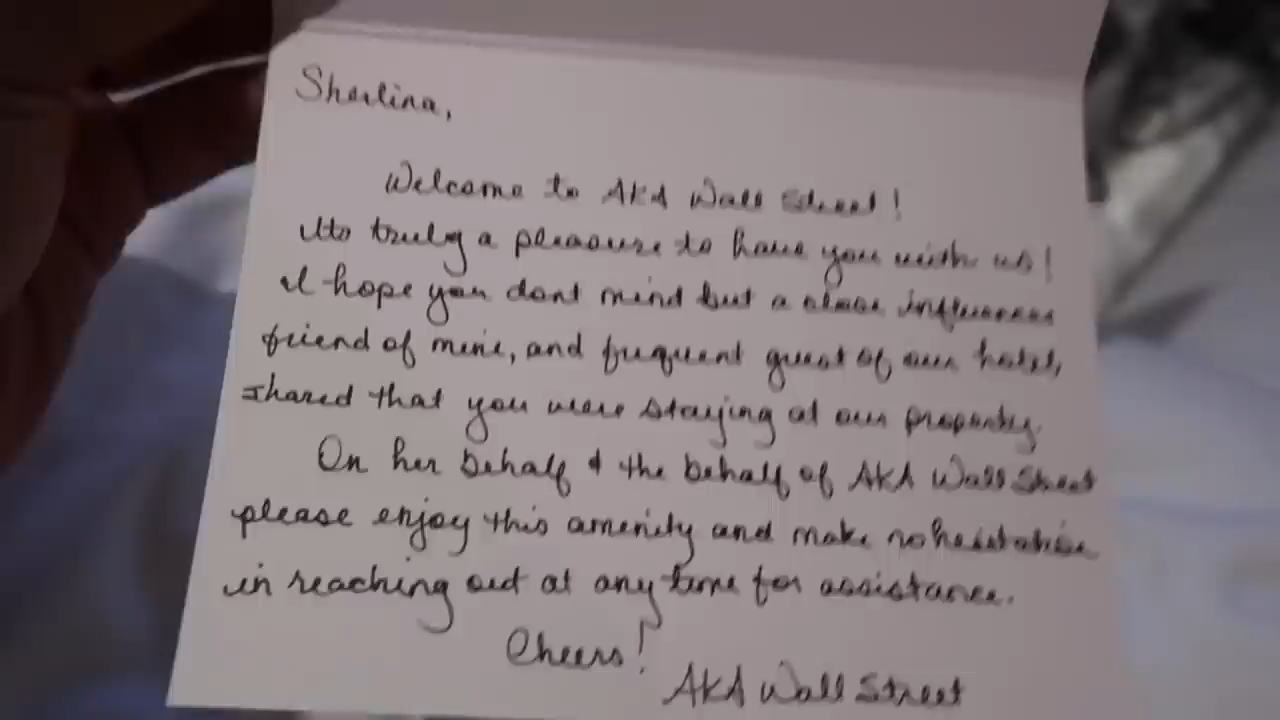 Sherlina,
Welcome to AKA Wall Street!
Its truly a pleasure to have you with us!
I hope you dont mind but a close influencer
friend of mine, and frequent guest of our hotel,
shared that you were staying at our property.
On her behalf & the behalf of AKA Wall Street
please enjoy this amenity and make no hesitation
in reaching out at any time for assistance.
Cheers!
AKA Wall Street